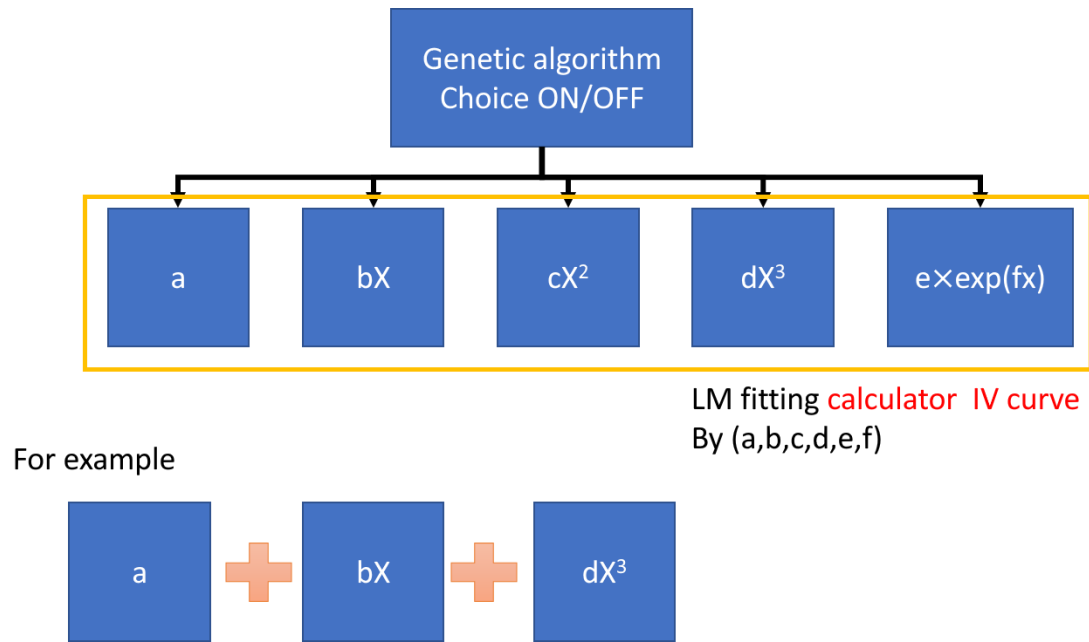 Genetic algorithm
Choice ON/OFF
a
bX
cX²
dX³
e×exp(fx)
LM fitting calculator IV curve
By (a,b,c,d,e,f)
For example
a
bX
dX³